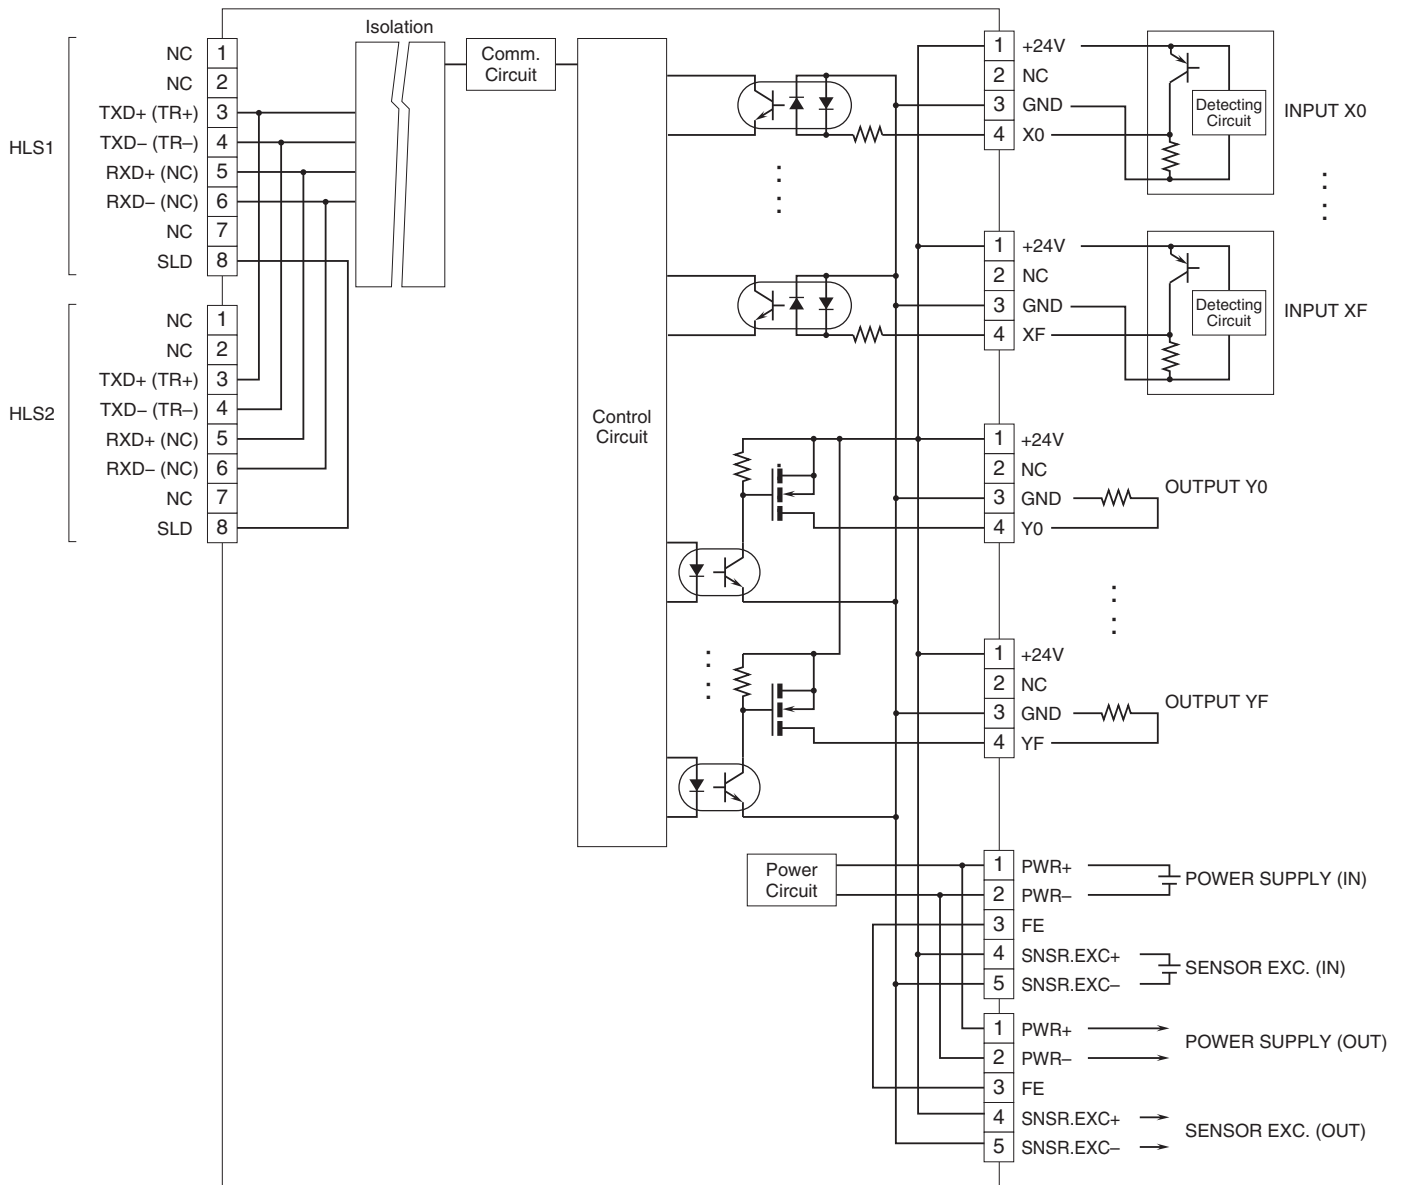 Isolation
Comm.
Circuit
Control
Circuit
HLS1
NC 1
NC 2
TXD+ (TR+) 3
TXD– (TR–) 4
RXD+ (NC) 5
RXD– (NC) 6
NC 7
SLD 8
HLS2
NC 1
NC 2
TXD+ (TR+) 3
TXD– (TR–) 4
RXD+ (NC) 5
RXD– (NC) 6
NC 7
SLD 8
1 +24V
2 NC
3 GND
4 X0
Detecting
Circuit
INPUT X0
1 +24V
2 NC
3 GND
4 XF
Detecting
Circuit
INPUT XF
1 +24V
2 NC
3 GND
4 Y0
OUTPUT Y0
1 +24V
2 NC
3 GND
4 YF
OUTPUT YF
Power
Circuit
1 PWR+
2 PWR–
3 FE
4 SNSR.EXC+
5 SNSR.EXC–
POWER SUPPLY (IN)
SENSOR EXC. (IN)
1 PWR+
2 PWR–
3 FE
4 SNSR.EXC+
5 SNSR.EXC–
POWER SUPPLY (OUT)
SENSOR EXC. (OUT)